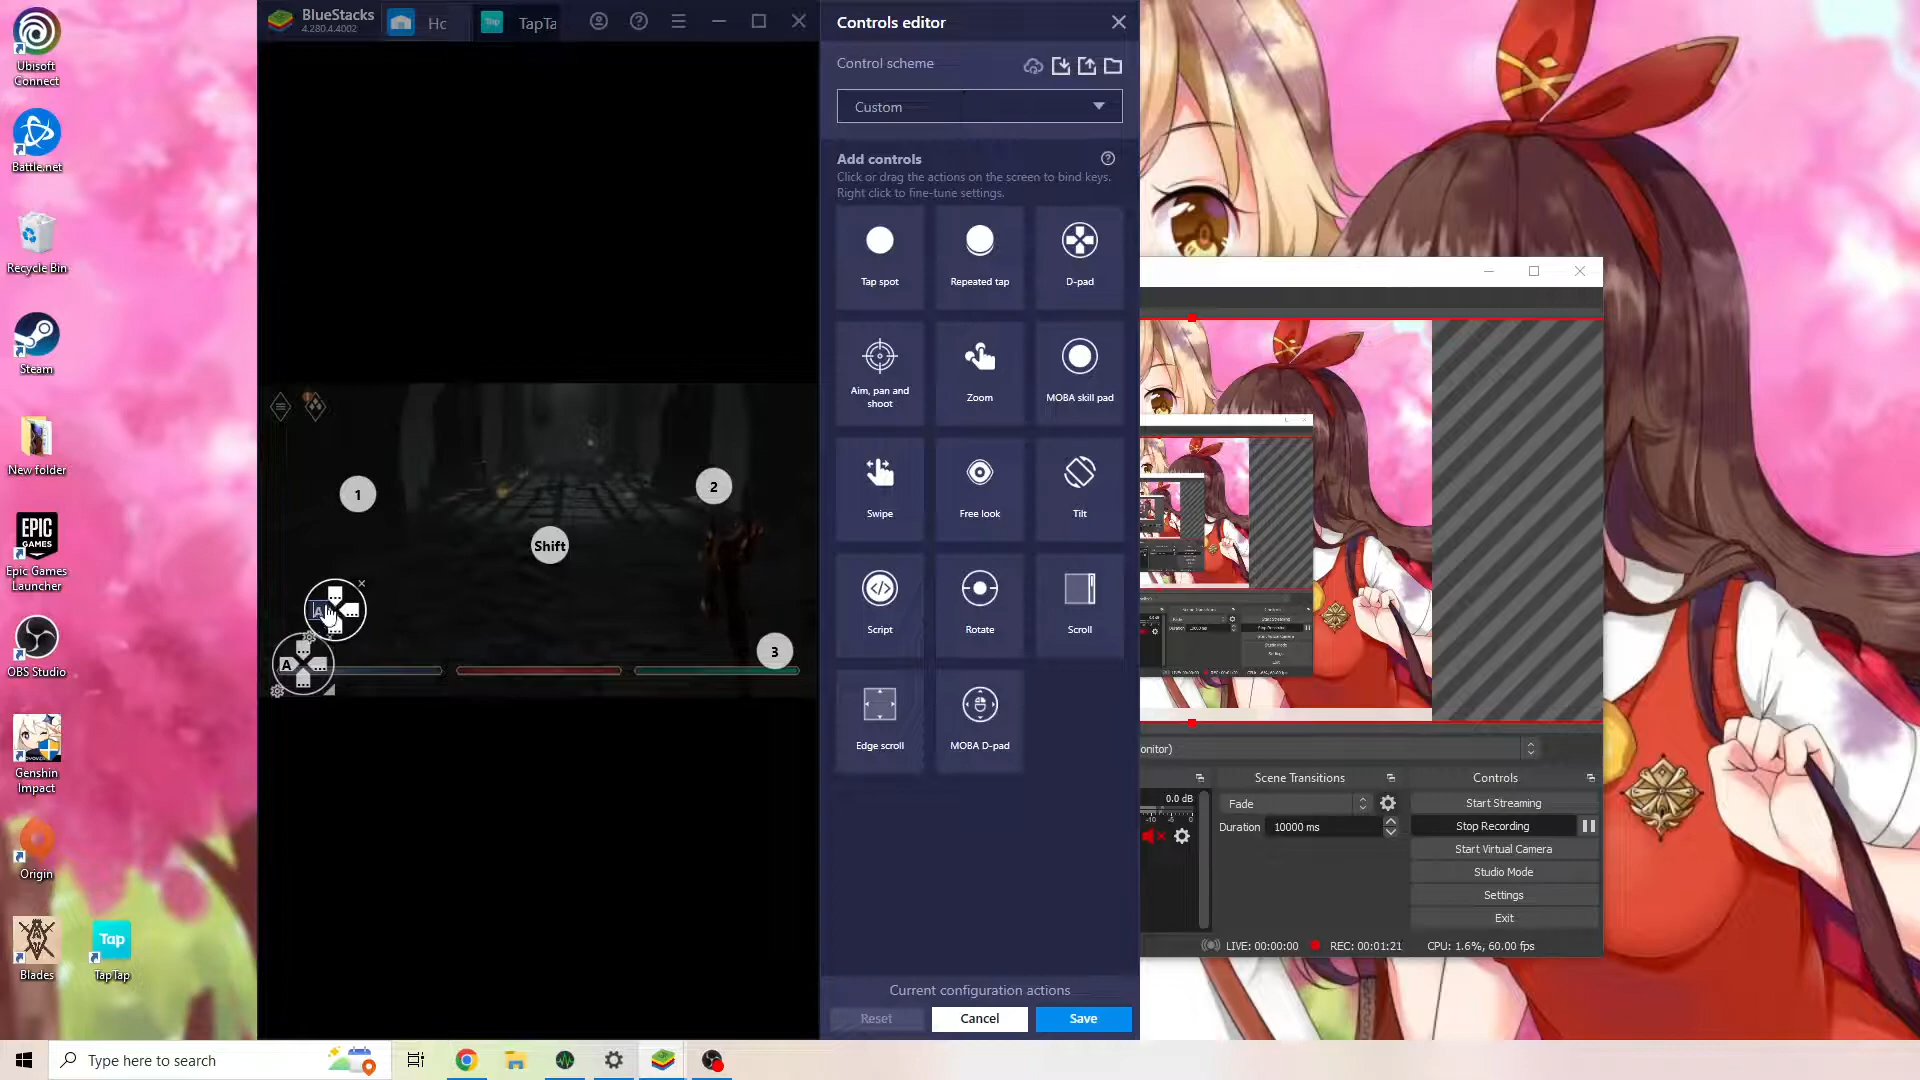 Ubisoft
Connect
Battle.net
Recycle Bin
Steam
New folder
EPIC
GAMES
Epic Games
Launcher
OBS Studio
Genshin
Impact
Origin
Blades
Tap
TapTap
BlueStacks
4.280.4.4002
Hc
Tap
TapTa
1
2
Shift
A
A
3
Controls editor
Control scheme
Custom
Add controls
Click or drag the actions on the screen to bind keys.
Right click to fine-tune settings.
Tap spot
Repeated tap
D-pad
Aim, pan and
shoot
Zoom
MOBA skill pad
Swipe
Free look
Tilt
Script
Rotate
Scroll
Edge scroll
MOBA D-pad
Current configuration actions
Reset
Cancel
Save
onitor)
Scene Transitions
Controls
0.0 dB
-10 -5 0
Fade
Duration 10000 ms
Start Streaming
Stop Recording
Start Virtual Camera
Studio Mode
Settings
Exit
LIVE: 00:00:00
REC: 00:01:21
CPU: 1.6%, 60.00 fps
Type here to search